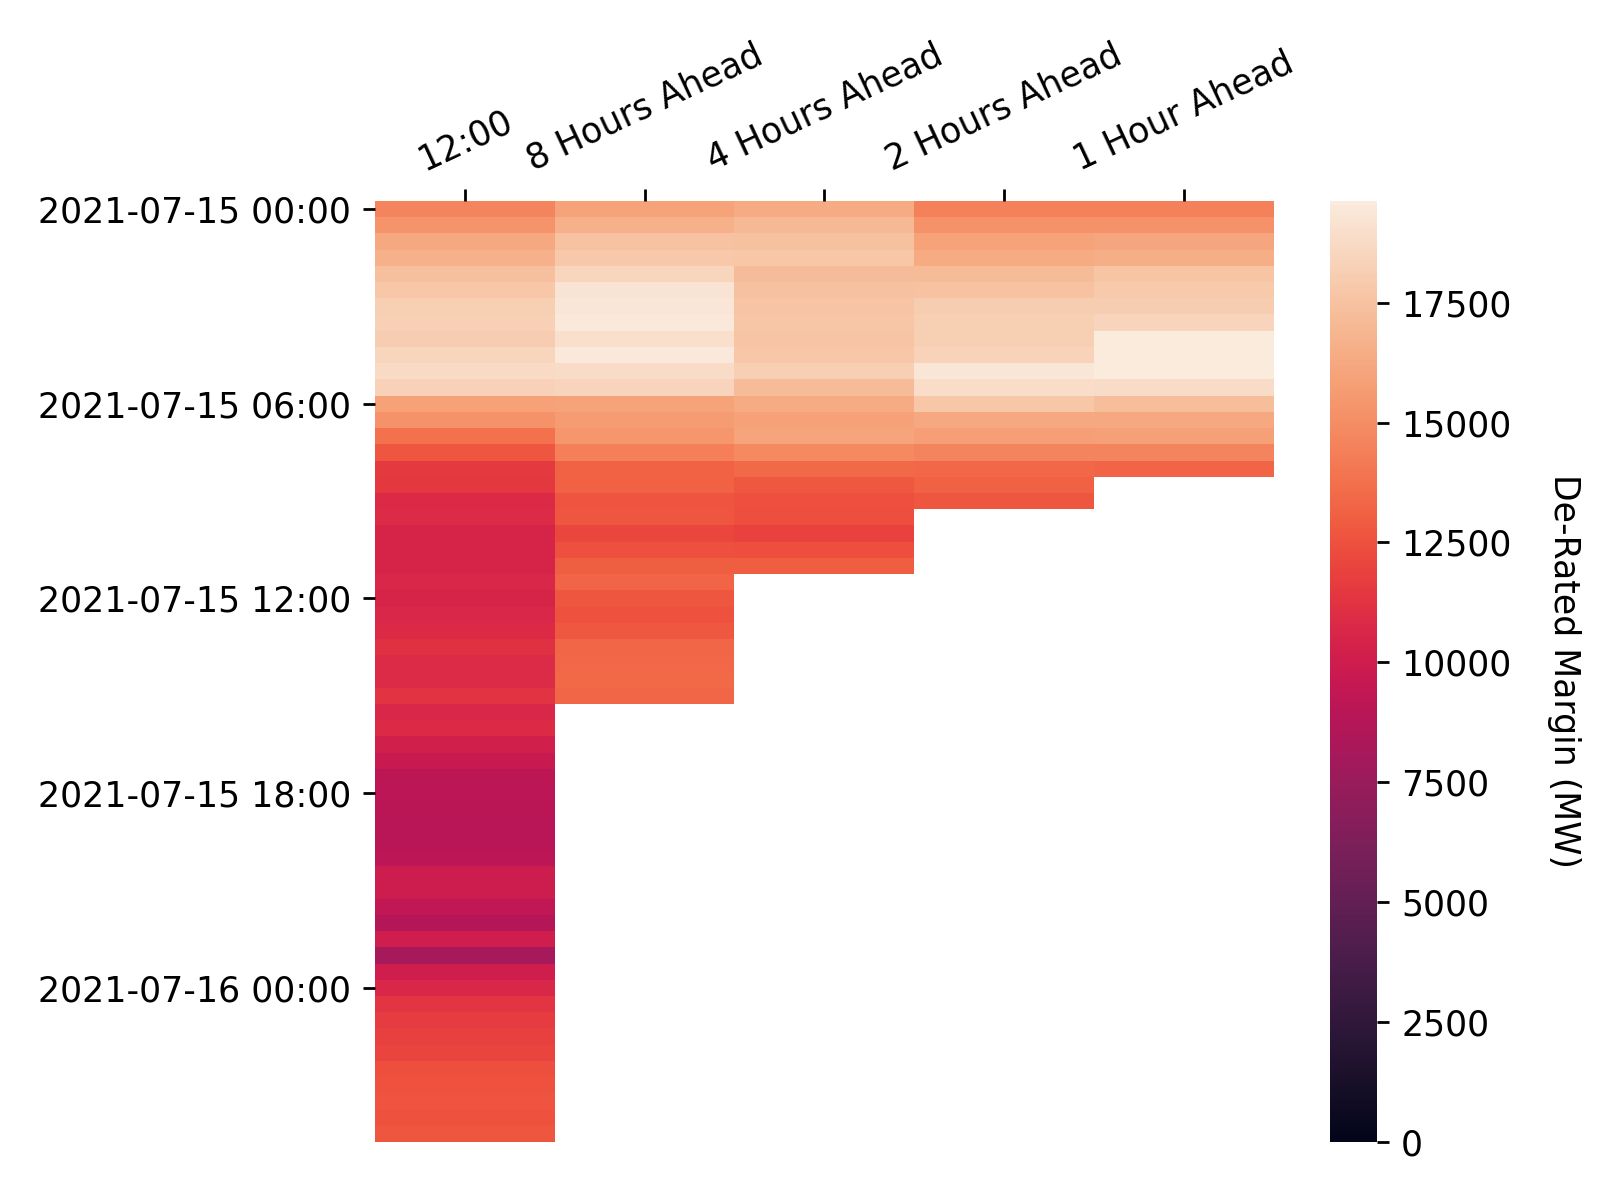 12:00
8 Hours Ahead
4 Hours Ahead
2 Hours Ahead
1 Hour Ahead
2021-07-15 00:00
2021-07-15 06:00
2021-07-15 12:00
2021-07-15 18:00
2021-07-16 00:00
17500
15000
12500
10000
7500
5000
2500
0
De-Rated Margin (MW)